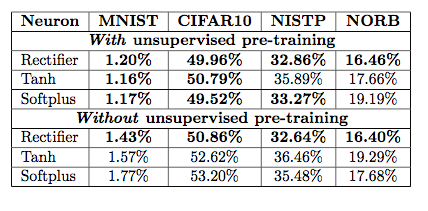 Neuron MNIST CIFAR10 NISTP NORB
With unsupervised pre-training
Rectifier 1.20% 49.96% 32.86% 16.46%
Tanh 1.16% 50.79% 35.89% 17.66%
Softplus 1.17% 49.52% 33.27% 19.19%
Without unsupervised pre-training
Rectifier 1.43% 50.86% 32.64% 16.40%
Tanh 1.57% 52.62% 36.46% 19.29%
Softplus 1.77% 53.20% 35.48% 17.68%